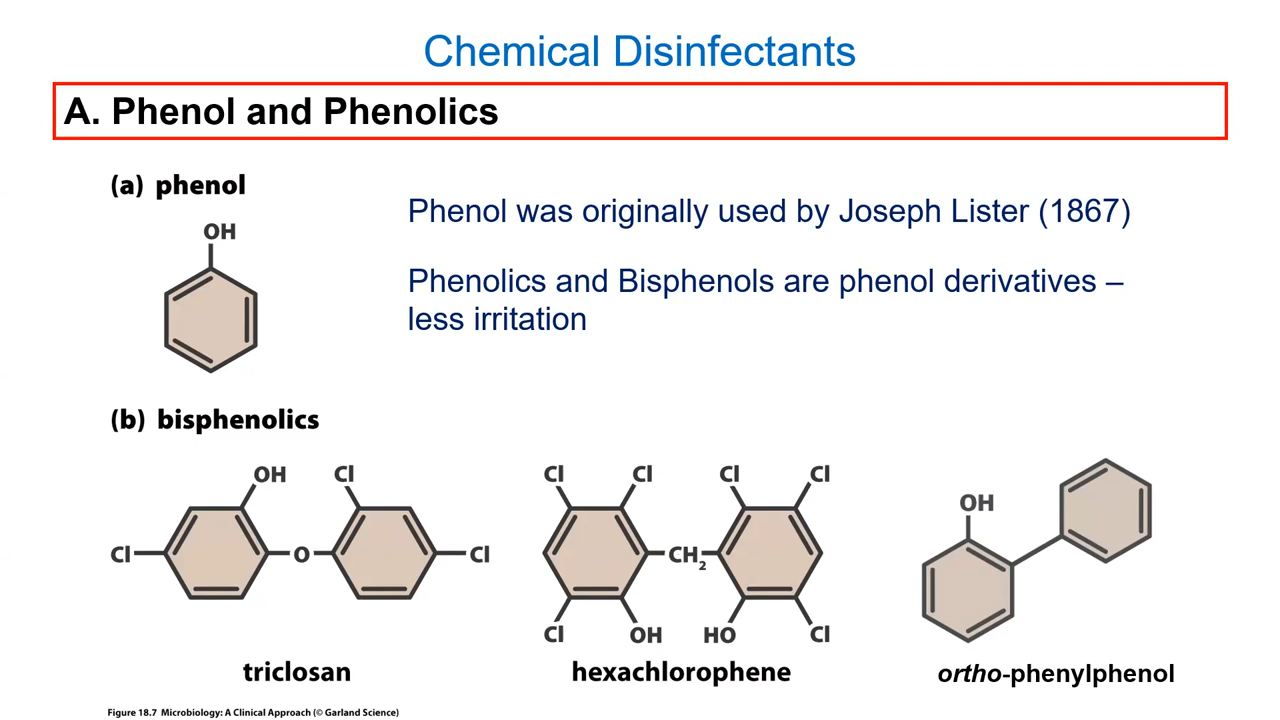 Chemical Disinfectants
A. Phenol and Phenolics
(a) phenol
OH
Phenol was originally used by Joseph Lister (1867)
Phenolics and Bisphenols are phenol derivatives –
less irritation
(b) bisphenolics
OH Cl
Cl O Cl
triclosan
Cl Cl Cl Cl
CH2
Cl OH HO Cl
hexachlorophene
OH
ortho-phenylphenol
Figure 18.7 Microbiology: A Clinical Approach (© Garland Science)